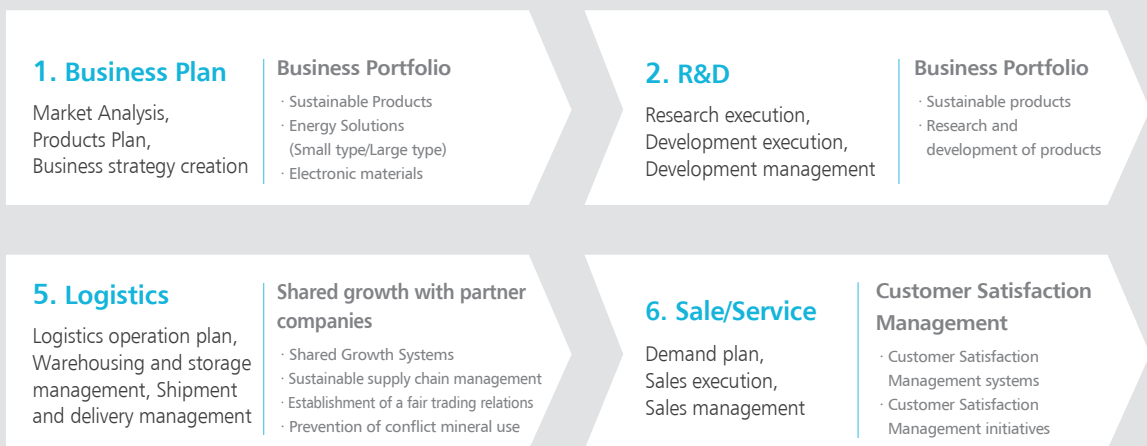 1. Business Plan
Market Analysis,
Products Plan,
Business strategy creation
Business Portfolio
· Sustainable Products
· Energy Solutions
(Small type/Large type)
· Electronic materials
2. R&D
Research execution,
Development execution,
Development management
Business Portfolio
· Sustainable products
· Research and
development of products
5. Logistics
Logistics operation plan,
Warehousing and storage
management, Shipment
and delivery management
Shared growth with partner
companies
· Shared Growth Systems
· Sustainable supply chain management
· Establishment of a fair trading relations
· Prevention of conflict mineral use
6. Sale/Service
Demand plan,
Sales execution,
Sales management
Customer Satisfaction
Management
· Customer Satisfaction
Management systems
· Customer Satisfaction
Management initiatives